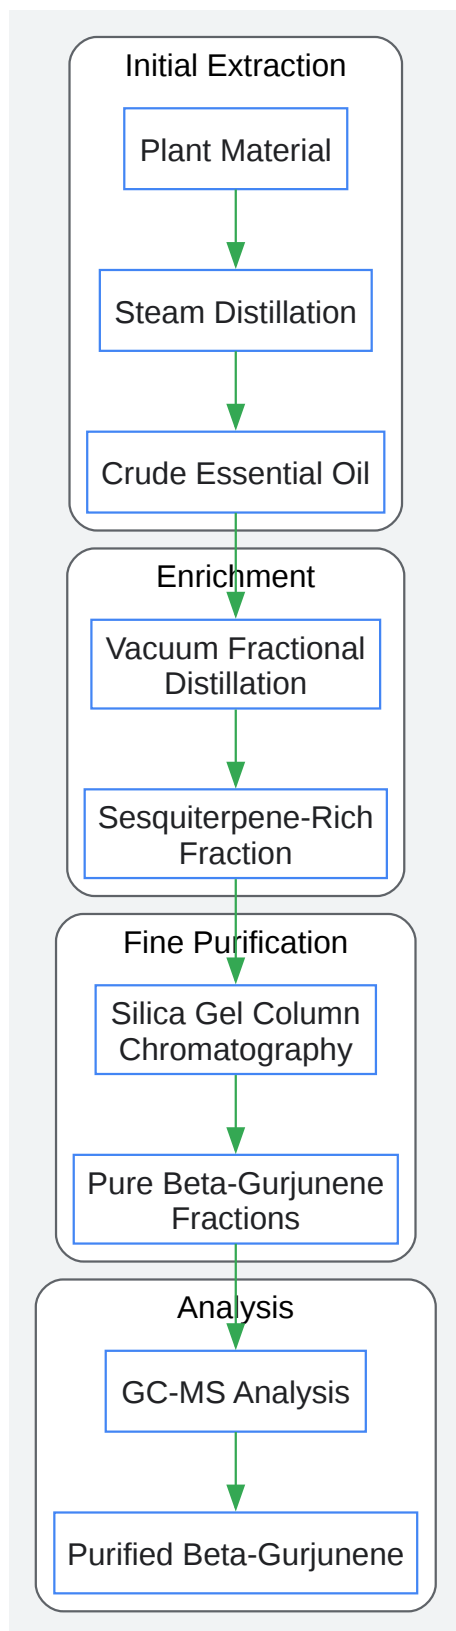 Initial Extraction
Plant Material
Steam Distillation
Crude Essential Oil
Enrichment
Vacuum Fractional
Distillation
Sesquiterpene-Rich
Fraction
Fine Purification
Silica Gel Column
Chromatography
Pure Beta-Gurjunene
Fractions
Analysis
GC-MS Analysis
Purified Beta-Gurjunene